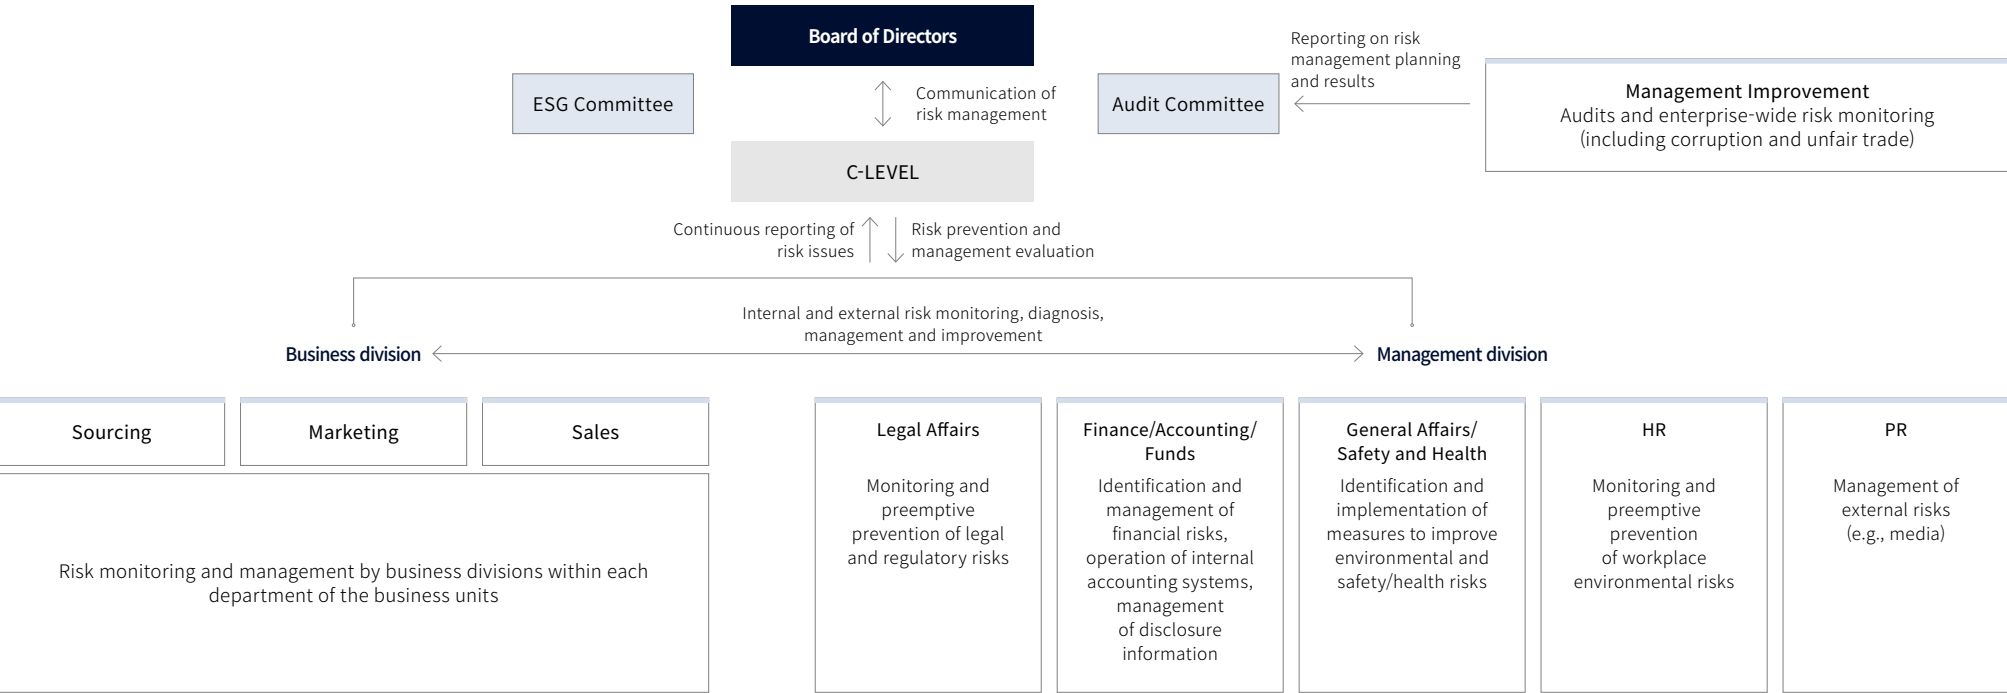 Board of Directors
ESG Committee
Communication of
risk management
Audit Committee
Reporting on risk
management planning
and results
Management Improvement
Audits and enterprise-wide risk monitoring
(including corruption and unfair trade)
C-LEVEL
Continuous reporting of
risk issues
Risk prevention and
management evaluation
Internal and external risk monitoring, diagnosis,
management and improvement
Business division
Management division
Sourcing
Marketing
Sales
Risk monitoring and management by business divisions within each
department of the business units
Legal Affairs
Monitoring and
preemptive
prevention of legal
and regulatory risks
Finance/Accounting/
Funds
Identification and
management of
financial risks,
operation of internal
accounting systems,
management
of disclosure
information
General Affairs/
Safety and Health
Identification and
implementation of
measures to improve
environmental and
safety/health risks
HR
Monitoring and
preemptive
prevention
of workplace
environmental risks
PR
Management of
external risks
(e.g., media)